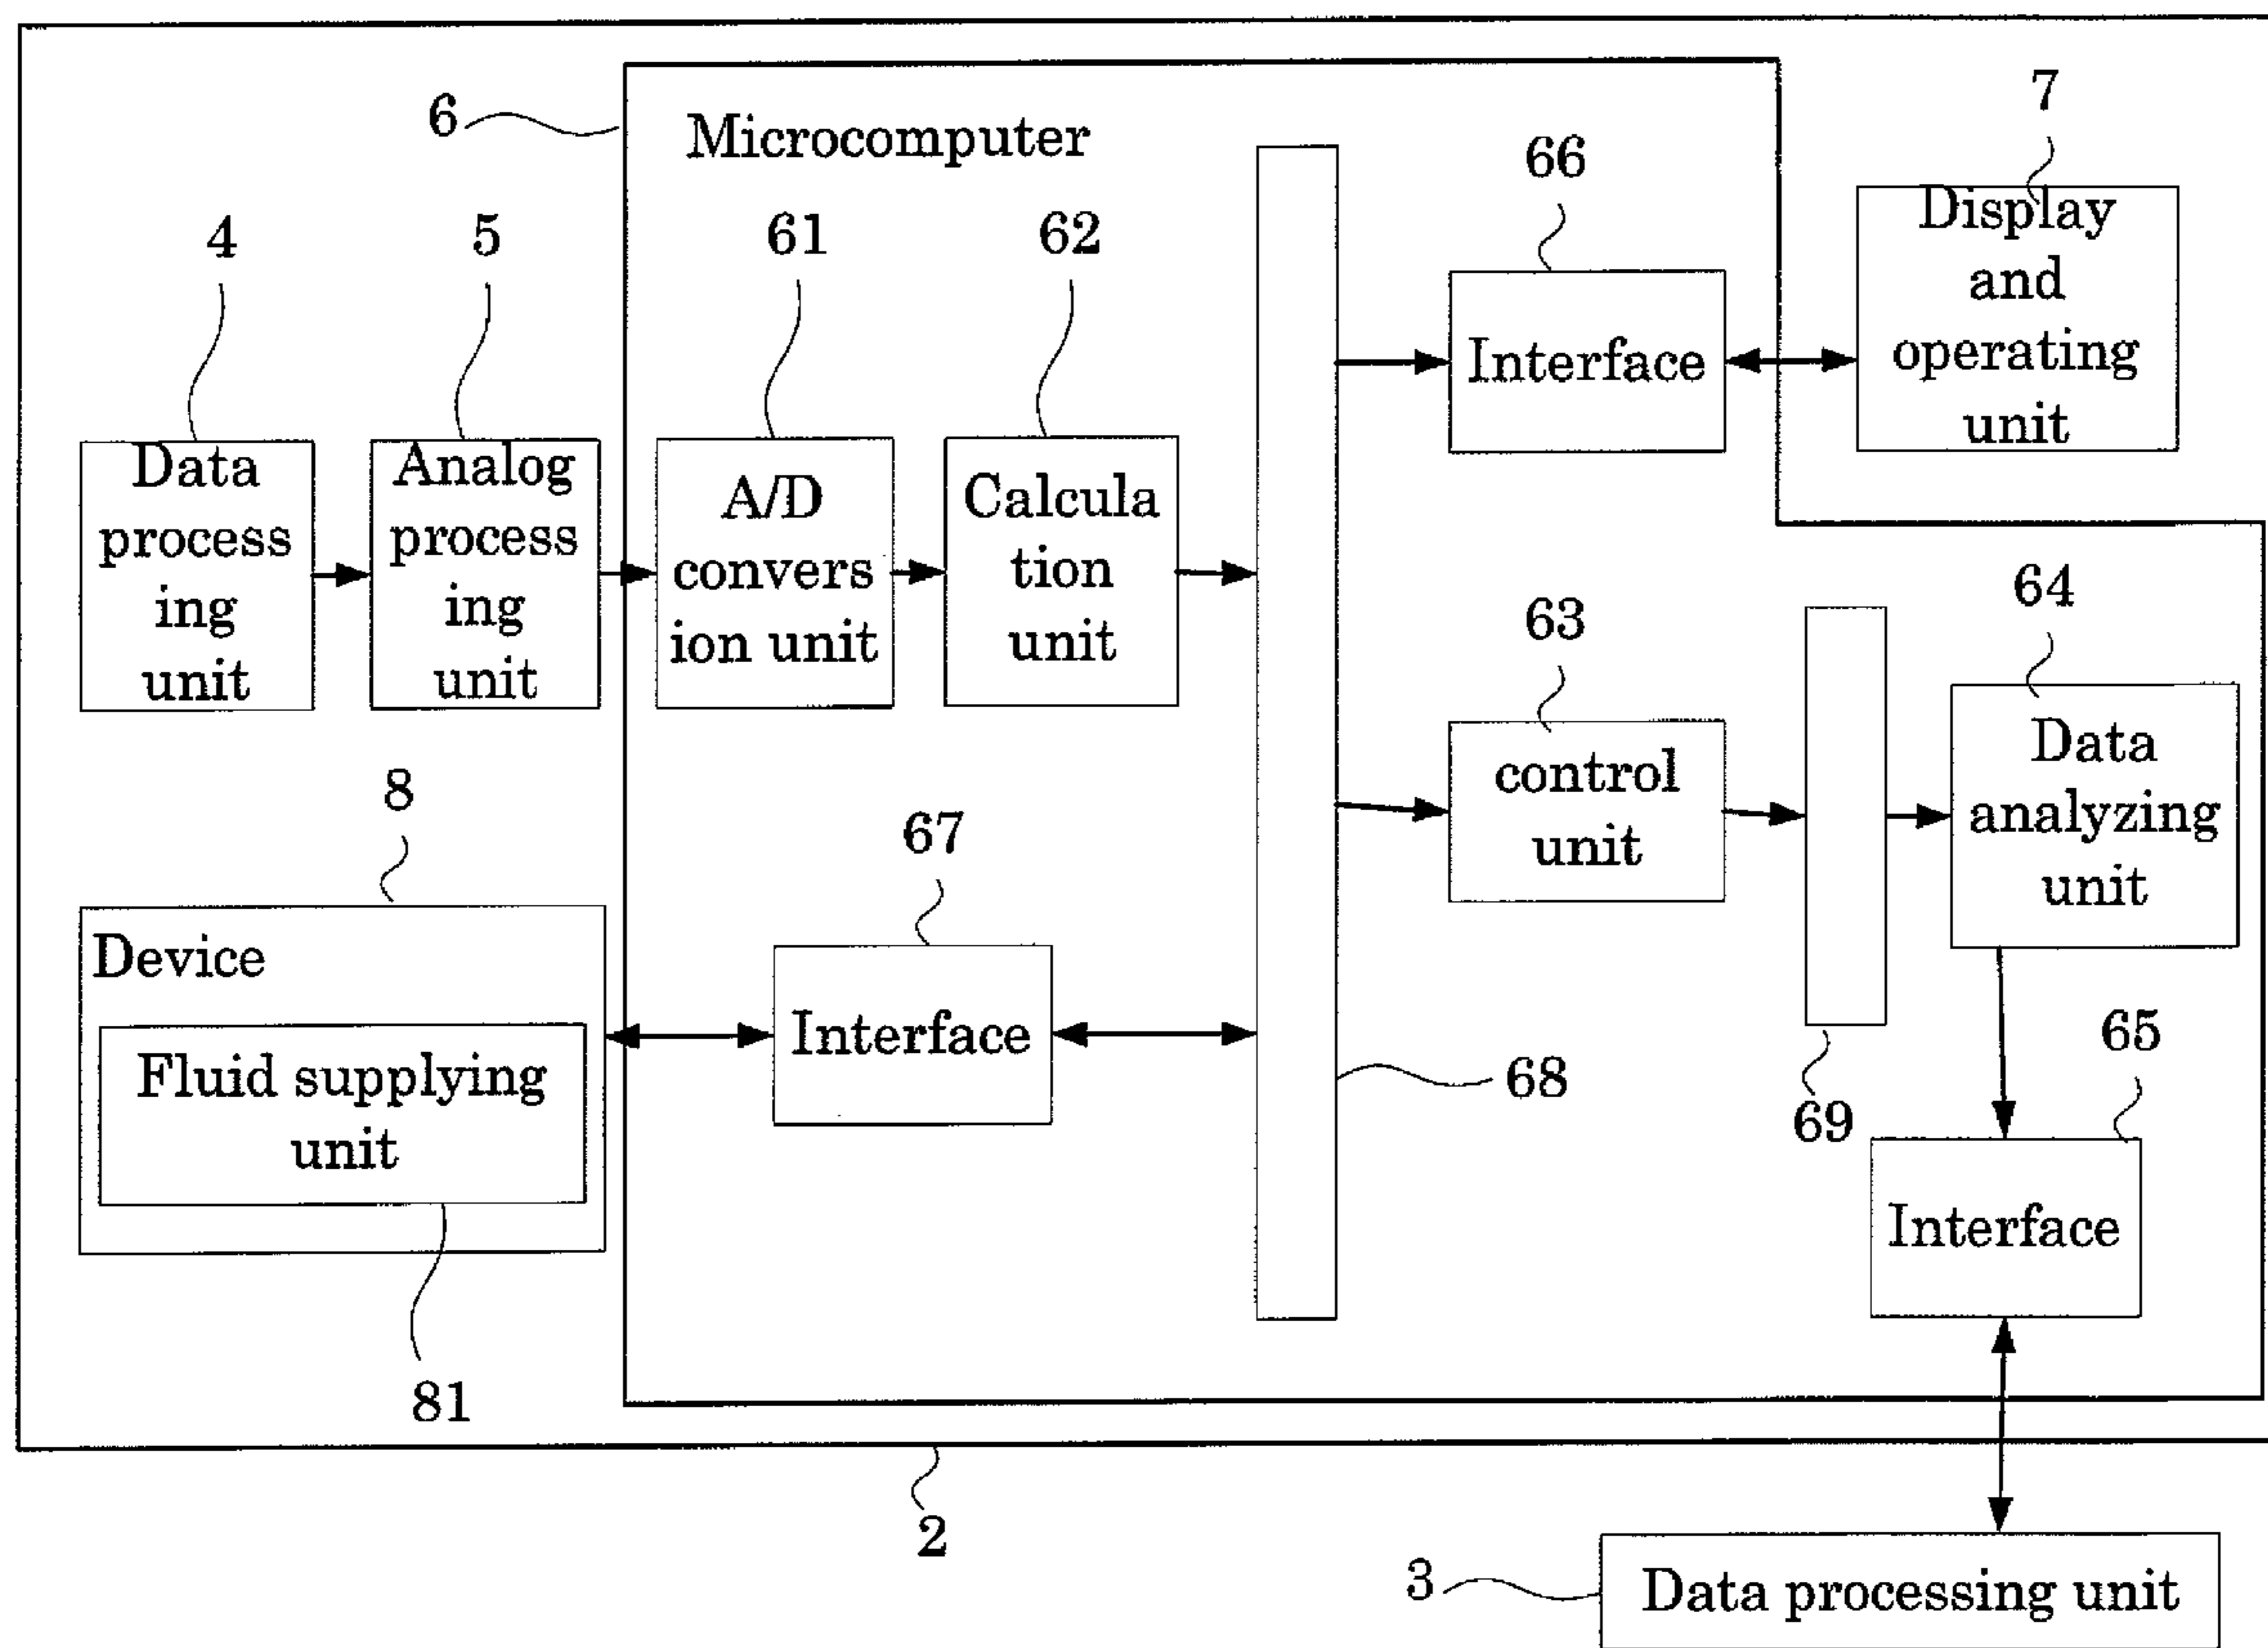 6
Microcomputer
7
66
Display
and
operating
unit
4
5
61
62
Interface
Data
process
ing
unit
Analog
process
ing
unit
A/D
convers
ion unit
Calcula
tion
unit
63
64
control
unit
Data
analyzing
unit
8
67
Device
Fluid supplying
unit
Interface
68
69
65
Interface
81
2
3
Data processing unit